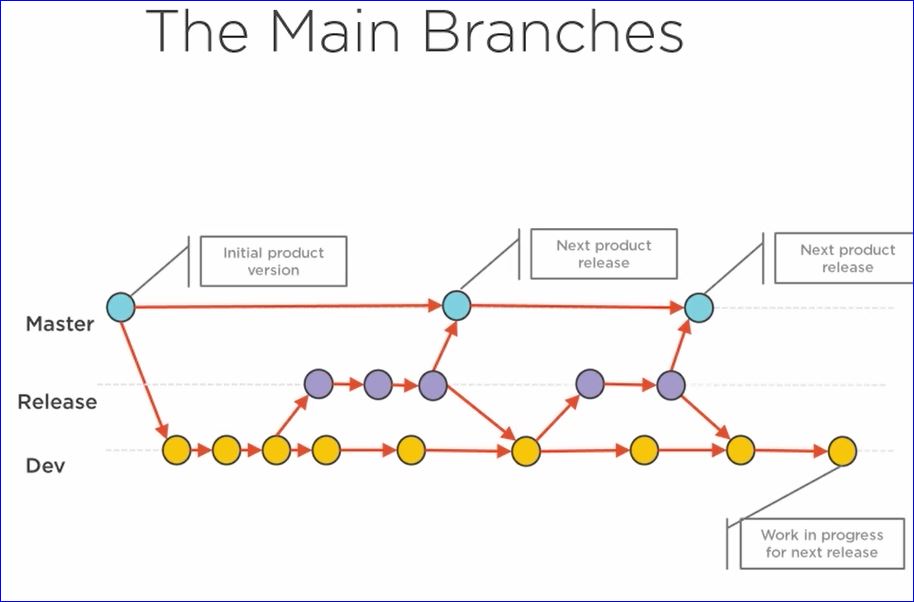 The Main Branches
Initial product
version
Next product
release
Next product
release
Master
Release
Dev
Work in progress
for next release